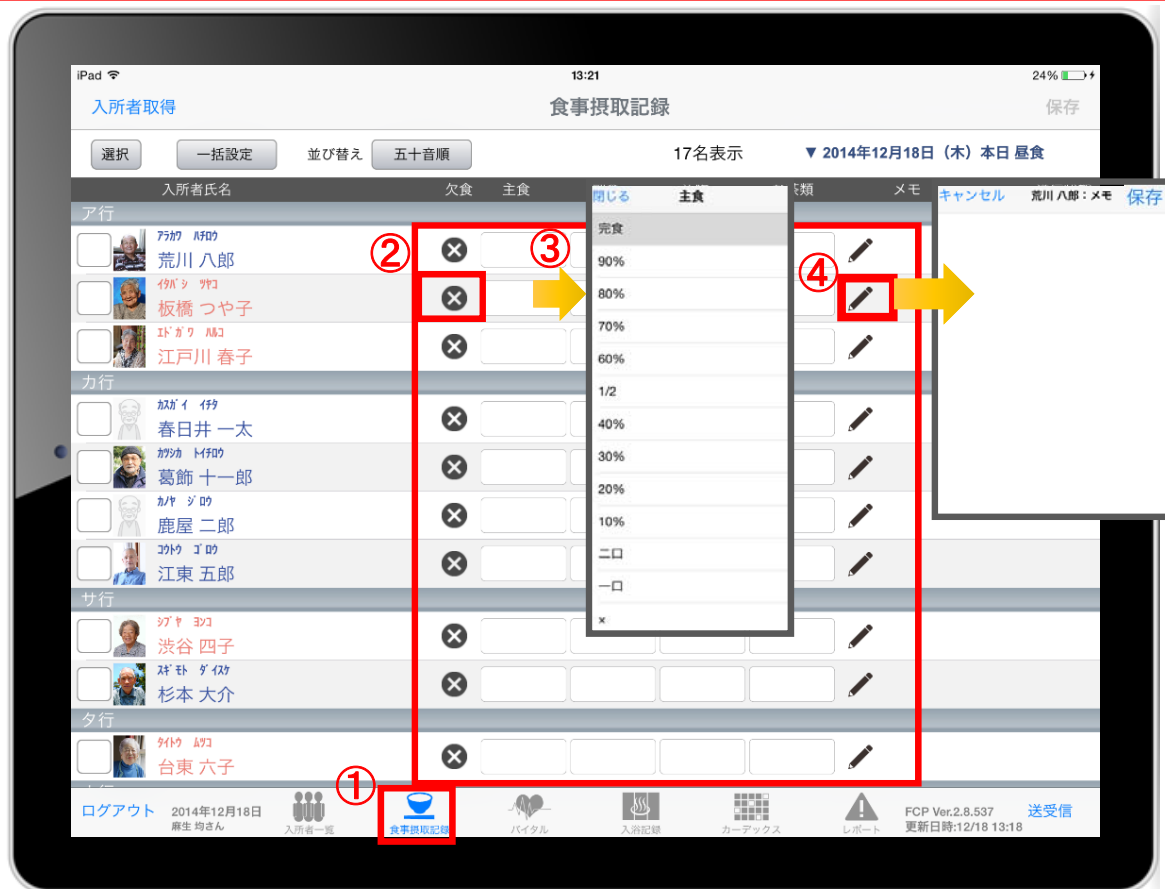 iPad 13:21 24%
入所者取得 食事摂取記録 保存
選択 一括設定 並び替え 五十音順 17名表示 ▼ 2014年12月18日（木）本日 昼食
入所者氏名 欠食 主食 類 メモ
閉じる 主食
キャンセル 荒川 八郎：メモ 保存
ア行
② ③ ④
ｱﾗｶﾜ ﾊﾁﾛｳ
荒川 八郎
ｲﾀﾊﾞｼ ﾂﾔｺ
板橋 つや子
ｴﾄﾞｶﾞﾜ ﾊﾙｺ
江戸川 春子
カ行
ｶｽｶﾞｲ ｲﾁﾀ
春日井 一太
ｶﾂｼｶ ﾄｲﾁﾛｳ
葛飾 十一郎
ｶﾉﾔ ｼﾞﾛｳ
鹿屋 二郎
ｺｳﾄｳ ｺﾞﾛｳ
江東 五郎
サ行
ｼﾌﾞﾔ ﾖﾝｺ
渋谷 四子
ｽｷﾞﾓﾄ ﾀﾞｲｽｹ
杉本 大介
タ行
ﾀｲﾄｳ ﾑﾂｺ
台東 六子
完食
90%
80%
70%
60%
1/2
40%
30%
20%
10%
二口
一口
×
①
ログアウト 2014年12月18日
麻生 均さん
入所者一覧 食事摂取記録 バイタル 入浴記録 カーデックス レポート
FCP Ver.2.8.537
更新日時:12/18 13:18
送受信